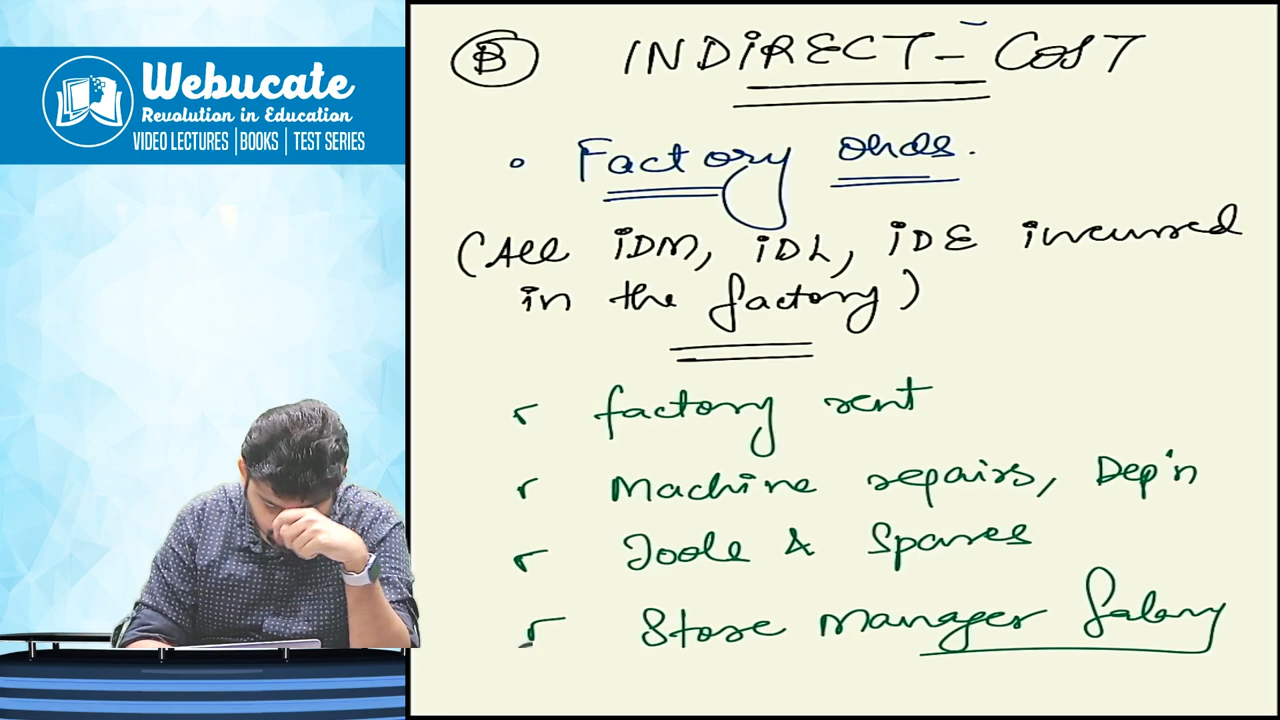 Webucate
Revolution in Education
VIDEO LECTURES | BOOKS | TEST SERIES
B INDIRECT - COST
• Factory ohds.
(All iDM, iDL, iDE incurred
in the factory)
factory rent
Machine repairs, Dep'n
Tools & Spares
Store Manager Salary